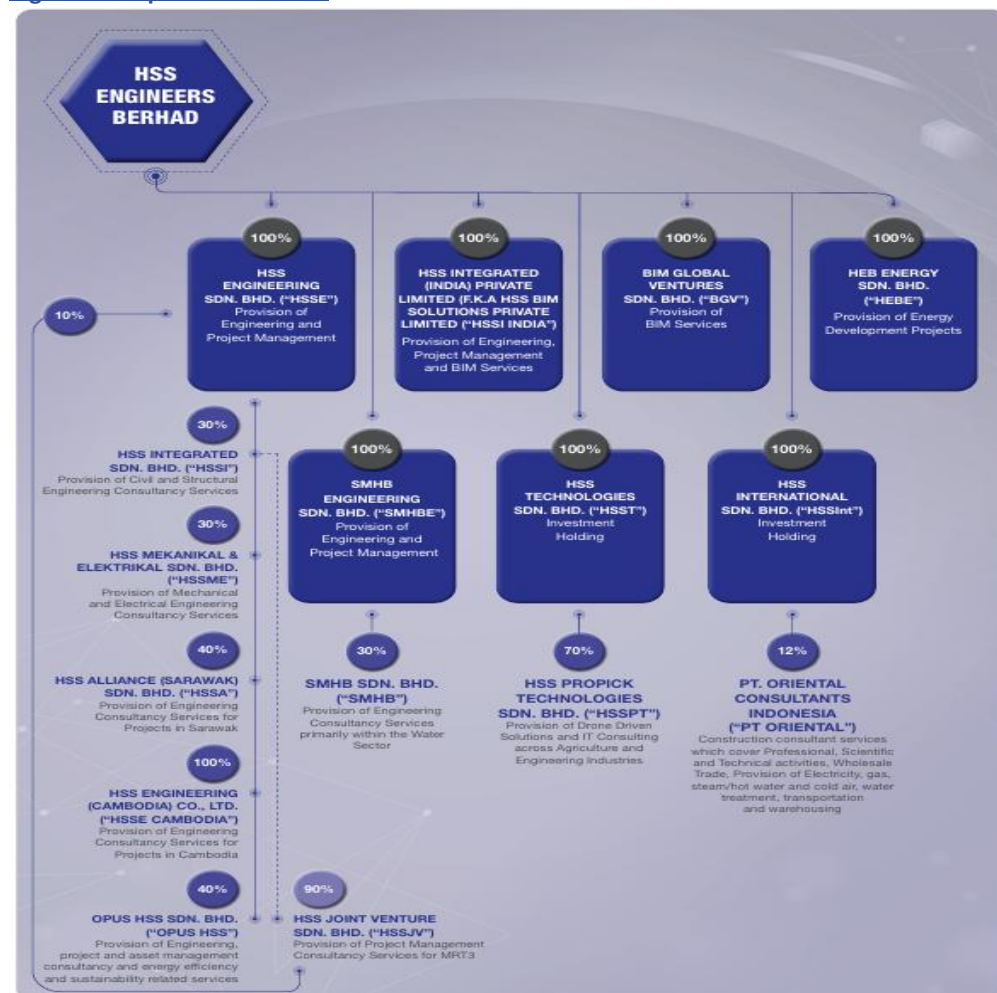 HSS
ENGINEERS
BERHAD
100%
HSS
ENGINEERING
SDN. BHD. ("HSSE")
Provision of
Engineering and
Project Management
100%
HSS INTEGRATED
(INDIA) PRIVATE
LIMITED (F.K.A HSS BIM
SOLUTIONS PRIVATE
LIMITED ("HSSI INDIA")
Provision of Engineering,
Project Management
and BIM Services
100%
BIM GLOBAL
VENTURES
SDN. BHD. ("BGV")
Provision of
BIM Services
100%
HEB ENERGY
SDN. BHD.
("HEBE")
Provision of Energy
Development Projects
10%
30%
HSS INTEGRATED
SDN. BHD. ("HSSI")
Provision of Civil and Structural
Engineering Consultancy Services
30%
HSS MEKANIKAL &
ELEKTRIKAL SDN. BHD.
("HSSME")
Provision of Mechanical
and Electrical Engineering
Consultancy Services
40%
HSS ALLIANCE (SARAWAK)
SDN. BHD. ("HSSA")
Provision of Engineering
Consultancy Services for
Projects in Sarawak
100%
HSS ENGINEERING
(CAMBODIA) CO., LTD.
("HSSE CAMBODIA")
Provision of Engineering
Consultancy Services for
Projects in Cambodia
40%
OPUS HSS SDN. BHD.
("OPUS HSS")
Provision of Engineering,
project and asset management
consultancy and energy efficiency
and sustainability related services
90%
HSS JOINT VENTURE
SDN. BHD. ("HSSJV")
Provision of Project Management
Consultancy Services for MRT3
100%
SMHB
ENGINEERING
SDN. BHD. ("SMHBE")
Provision of
Engineering and
Project Management
30%
SMHB SDN. BHD.
("SMHB")
Provision of Engineering
Consultancy Services
primarily within the Water
Sector
100%
HSS
TECHNOLOGIES
SDN. BHD. ("HSST")
Investment
Holding
70%
HSS PROPICK
TECHNOLOGIES
SDN. BHD. ("HSSPT")
Provision of Drone Driven
Solutions and IT Consulting
across Agriculture and
Engineering Industries
100%
HSS
INTERNATIONAL
SDN. BHD. ("HSSInt")
Investment
Holding
12%
PT. ORIENTAL
CONSULTANTS
INDONESIA
("PT ORIENTAL")
Construction consultant services
which cover Professional, Scientific
and Technical activities, Wholesale
Trade, Provision of Electricity, gas,
steam/hot water and cold air, water
treatment, transportation
and warehousing